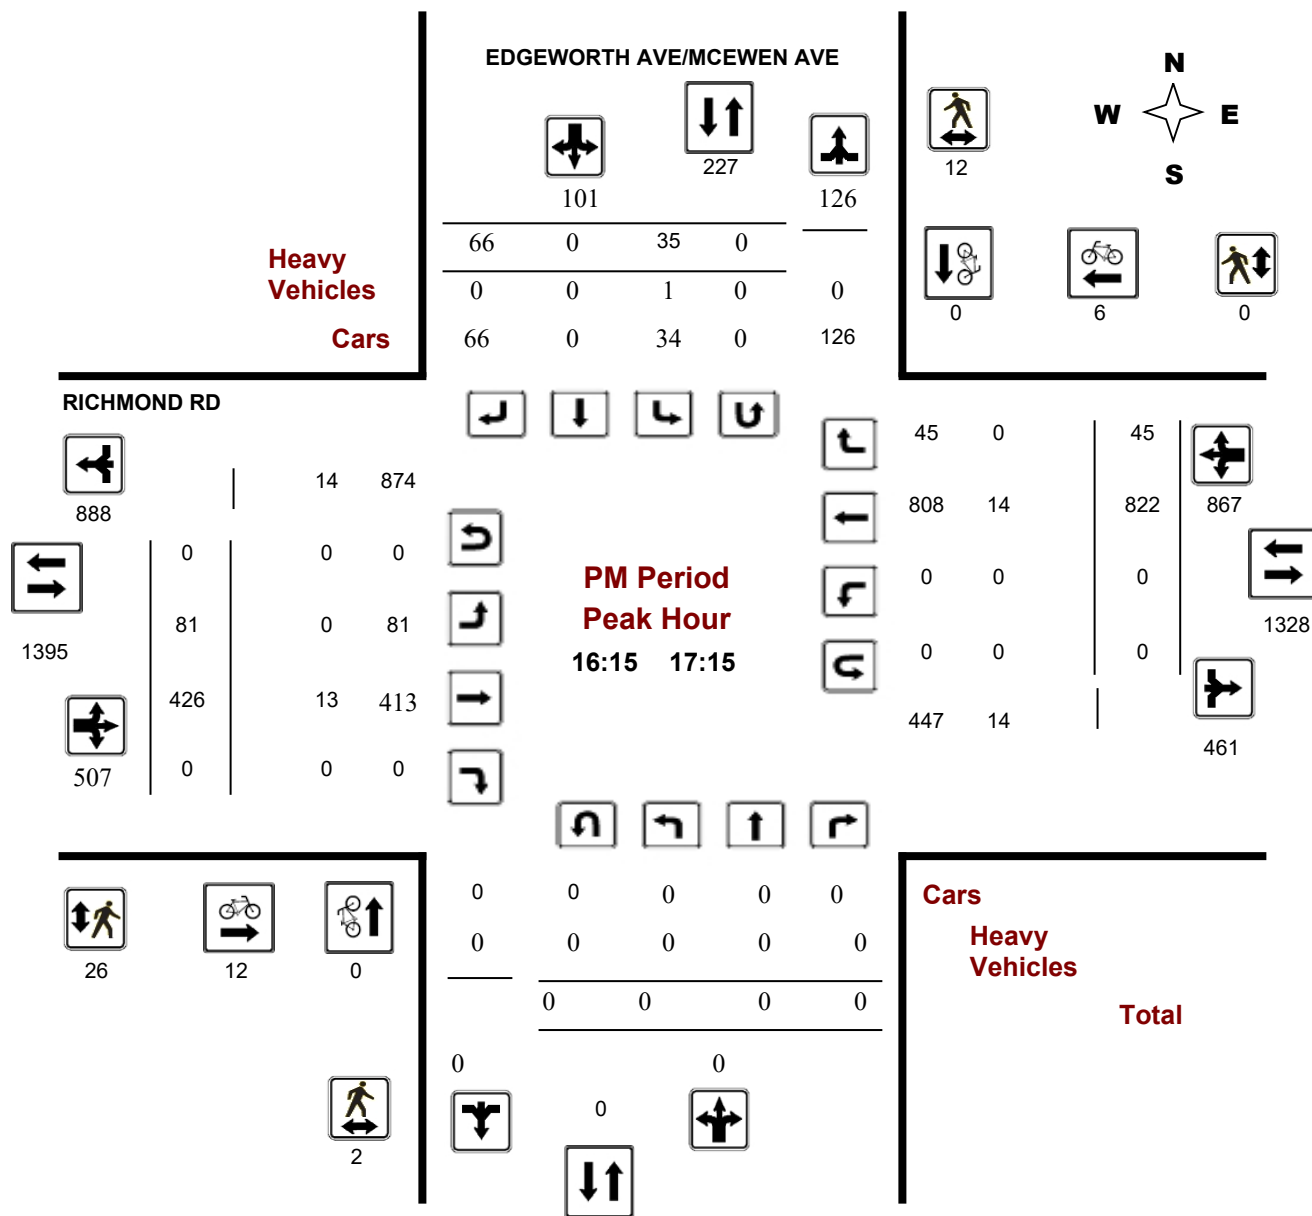 EDGEWORTH AVE/MCEWEN AVE
N
W E
S
227
12
101 126
66 0 35 0
Heavy
Vehicles
0 0 1 0 0
Cars
66 0 34 0 126
0 6 0
RICHMOND RD
888
14 874
0 0 0
81 0 81
1395
426 13 413
507
0 0 0
PM Period
Peak Hour
16:15 17:15
45 0 45
808 14 822 867
0 0 0
1328
0 0 0
447 14
461
0 0 0 0 0
0 0 0 0 0
0 0 0 0
0 0
0
26 12 0
2
Cars
Heavy
Vehicles
Total